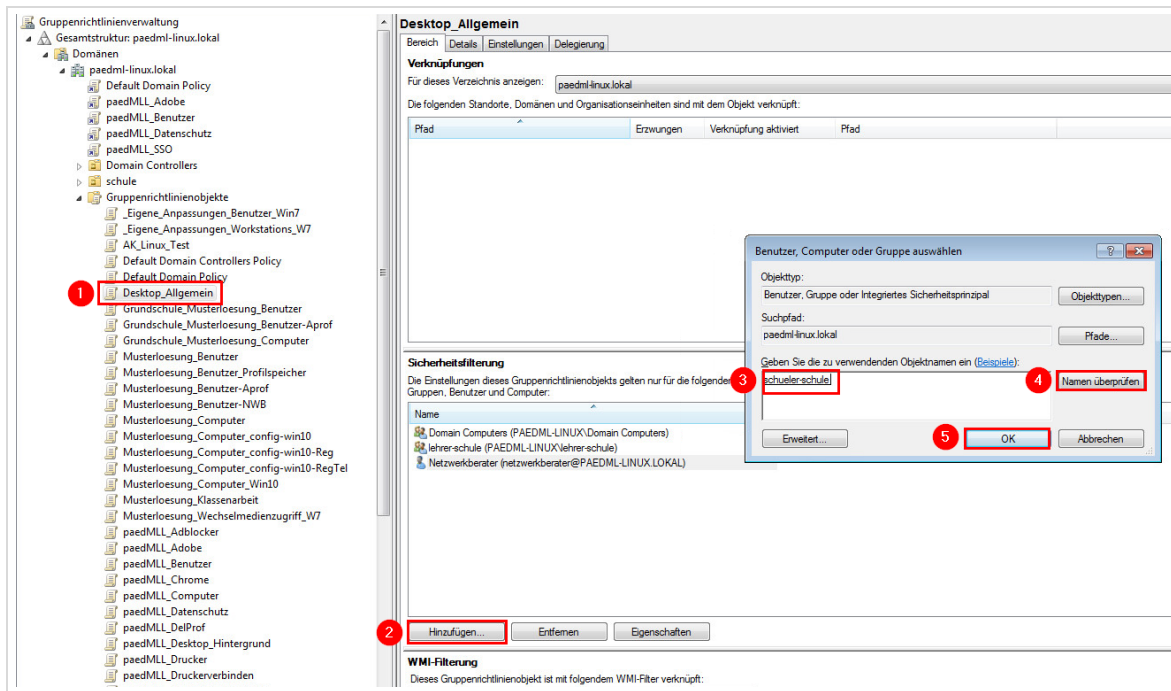 Gruppenrichtlinienverwaltung
Gesamtstruktur: paedml-linux.lokal
Domänen
paedml-linux.lokal
Default Domain Policy
paedMLL_Adobe
paedMLL_Benutzer
paedMLL_Datenschutz
paedMLL_SSO
Domain Controllers
schule
Gruppenrichtlinienobjekte
_Eigene_Anpassungen_Benutzer_Win7
_Eigene_Anpassungen_Workstations_W7
AK_Linux_Test
Default Domain Controllers Policy
Default Domain Policy
1 Desktop_Allgemein
Grundschule_Musterloesung_Benutzer
Grundschule_Musterloesung_Benutzer-Aprof
Grundschule_Musterloesung_Computer
Musterloesung_Benutzer
Musterloesung_Benutzer_Profilspeicher
Musterloesung_Benutzer-Aprof
Musterloesung_Benutzer-NWB
Musterloesung_Computer
Musterloesung_Computer_config-win10
Musterloesung_Computer_config-win10-Reg
Musterloesung_Computer_config-win10-RegTel
Musterloesung_Computer_Win10
Musterloesung_Klassenarbeit
Musterloesung_Wechselmedienzugriff_W7
paedMLL_Adblocker
paedMLL_Adobe
paedMLL_Benutzer
paedMLL_Chrome
paedMLL_Computer
paedMLL_Datenschutz
paedMLL_DelProf
paedMLL_Desktop_Hintergrund
paedMLL_Drucker
paedMLL_Druckerverbinden
Desktop_Allgemein
Bereich Details Einstellungen Delegierung
Verknüpfungen
Für dieses Verzeichnis anzeigen: paedml-linux.lokal
Die folgenden Standorte, Domänen und Organisationseinheiten sind mit dem Objekt verknüpft:
Pfad Erzwungen Verknüpfung aktiviert Pfad
Sicherheitsfilterung
Die Einstellungen dieses Gruppenrichtlinienobjekts gelten nur für die folgenden
Gruppen, Benutzer und Computer:
Name
Domain Computers (PAEDML-LINUX\Domain Computers)
lehrer-schule (PAEDML-LINUX\lehrer-schule)
Netzwerkberater (netzwerkberater@PAEDML-LINUX.LOKAL)
2 Hinzufügen... Entfernen Eigenschaften
WMI-Filterung
Dieses Gruppenrichtlinienobjekt ist mit folgendem WMI-Filter verknüpft:
Benutzer, Computer oder Gruppe auswählen
Objekttyp:
Benutzer, Gruppe oder Integriertes Sicherheitsprinzipal Objekttypen...
Suchpfad:
paedml-linux.lokal Pfade...
Geben Sie die zu verwendenden Objektnamen ein (Beispiele):
3 schueler-schule 4 Namen überprüfen
Erweitert... 5 OK Abbrechen